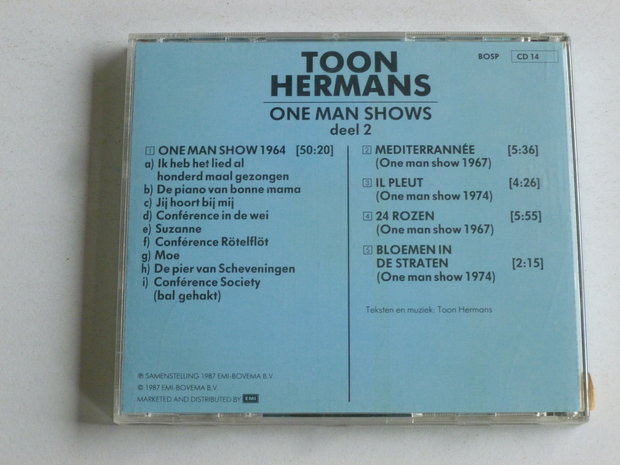 TOON
HERMANS
BOSP CD 14
ONE MAN SHOWS
deel 2
1 ONE MAN SHOW 1964 [50:20]
a) Ik heb het lied al
honderd maal gezongen
b) De piano van bonne mama
c) Jij hoort bij mij
d) Conférence in de wei
e) Suzanne
f) Conférence Rötelflöt
g) Moe
h) De pier van Scheveningen
i) Conférence Society
(bal gehakt)
2 MEDITERRANNÉE [5:36]
(One man show 1967)
3 IL PLEUT [4:26]
(One man show 1974)
4 24 ROZEN [5:55]
(One man show 1967)
5 BLOEMEN IN
DE STRATEN [2:15]
(One man show 1974)
Teksten en muziek: Toon Hermans
℗ SAMENSTELLING 1987 EMI-BOVEMA B.V.
© 1987 EMI-BOVEMA B.V.
MARKETED AND DISTRIBUTED BY EMI